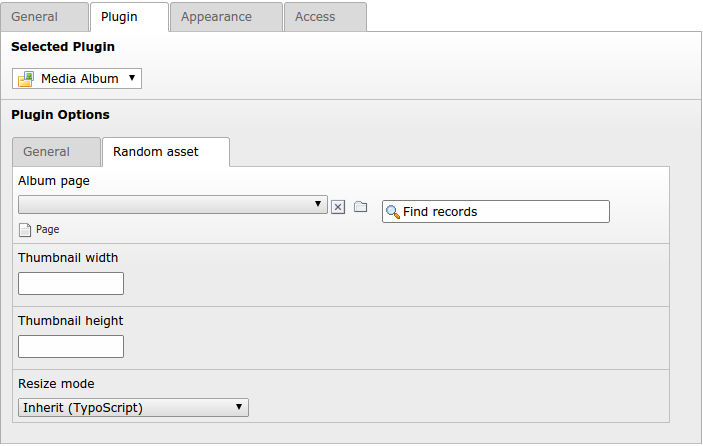 General Plugin Appearance Access
Selected Plugin
Media Album
Plugin Options
General Random asset
Album page
Find records
Page
Thumbnail width
Thumbnail height
Resize mode
Inherit (TypoScript)